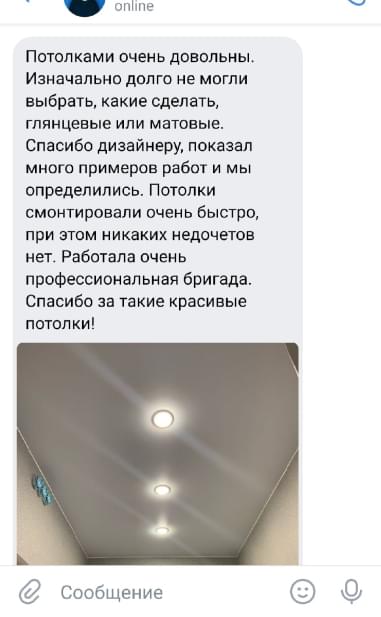 online
Потолками очень довольны.
Изначально долго не могли
выбрать, какие сделать,
глянцевые или матовые.
Спасибо дизайнеру, показал
много примеров работ и мы
определились. Потолки
смонтировали очень быстро,
при этом никаких недочетов
нет. Работала очень
профессиональная бригада.
Спасибо за такие красивые
потолки!
Сообщение